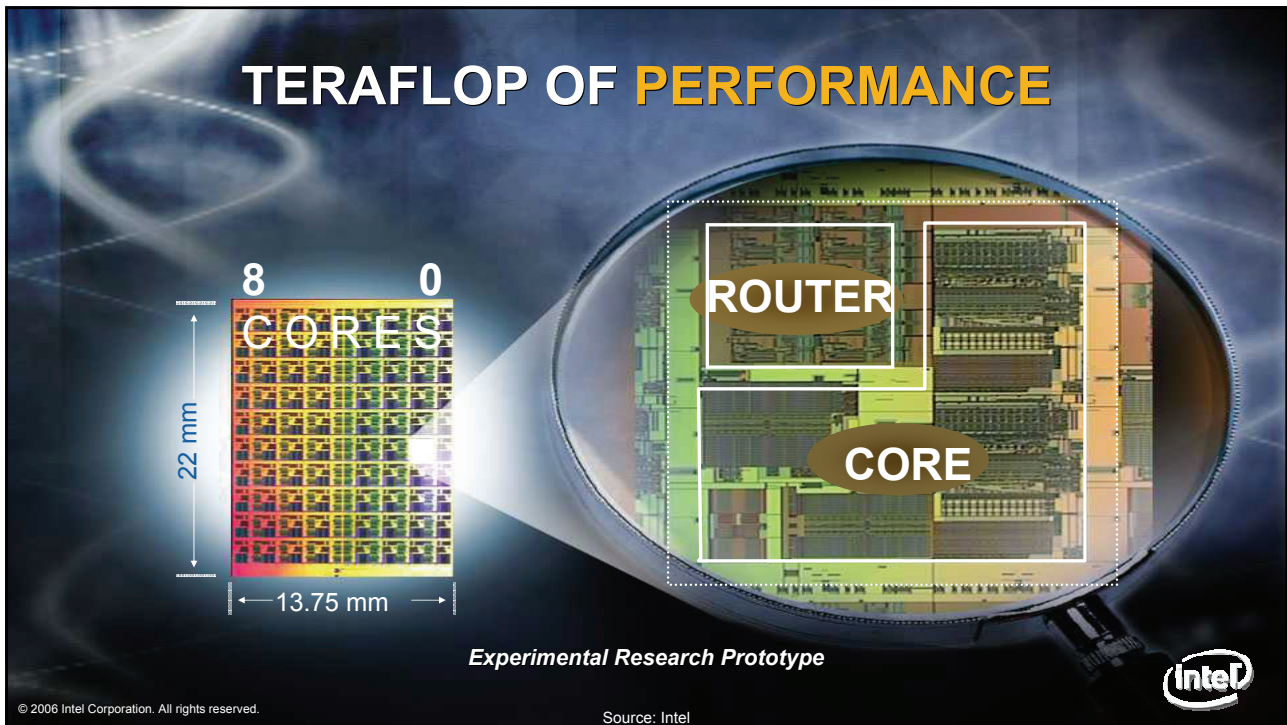 TERAFLOP OF PERFORMANCE
8 0
CORES
22 mm
13.75 mm
ROUTER
CORE
Experimental Research Prototype
intel
© 2006 Intel Corporation. All rights reserved.
Source: Intel